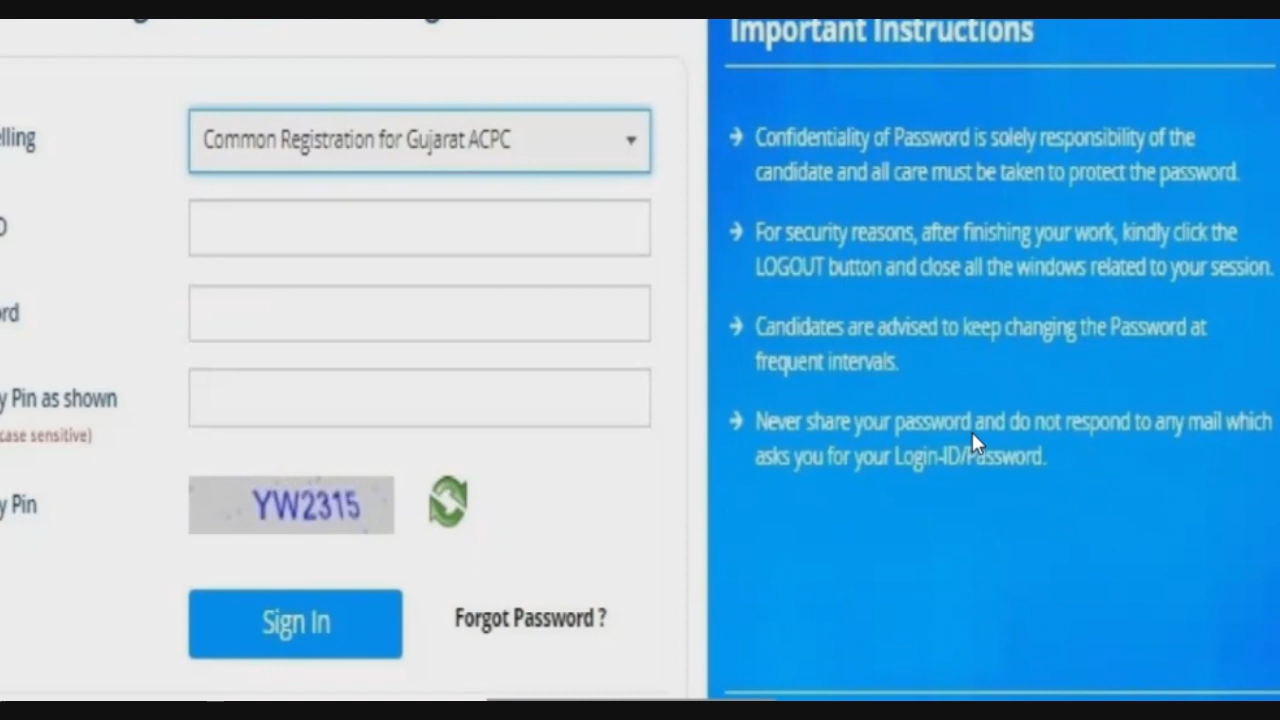 Important Instructions
elling
Common Registration for Gujarat ACPC
Confidentiality of Password is solely responsibility of the
candidate and all care must be taken to protect the password.
For security reasons, after finishing your work, kindly click the
LOGOUT button and close all the windows related to your session.
ord
Candidates are advised to keep changing the Password at
frequent intervals.
y Pin as shown
case sensitive)
Never share your password and do not respond to any mail which
asks you for your Login-ID/Password.
y Pin
YW2315
Sign In
Forgot Password ?